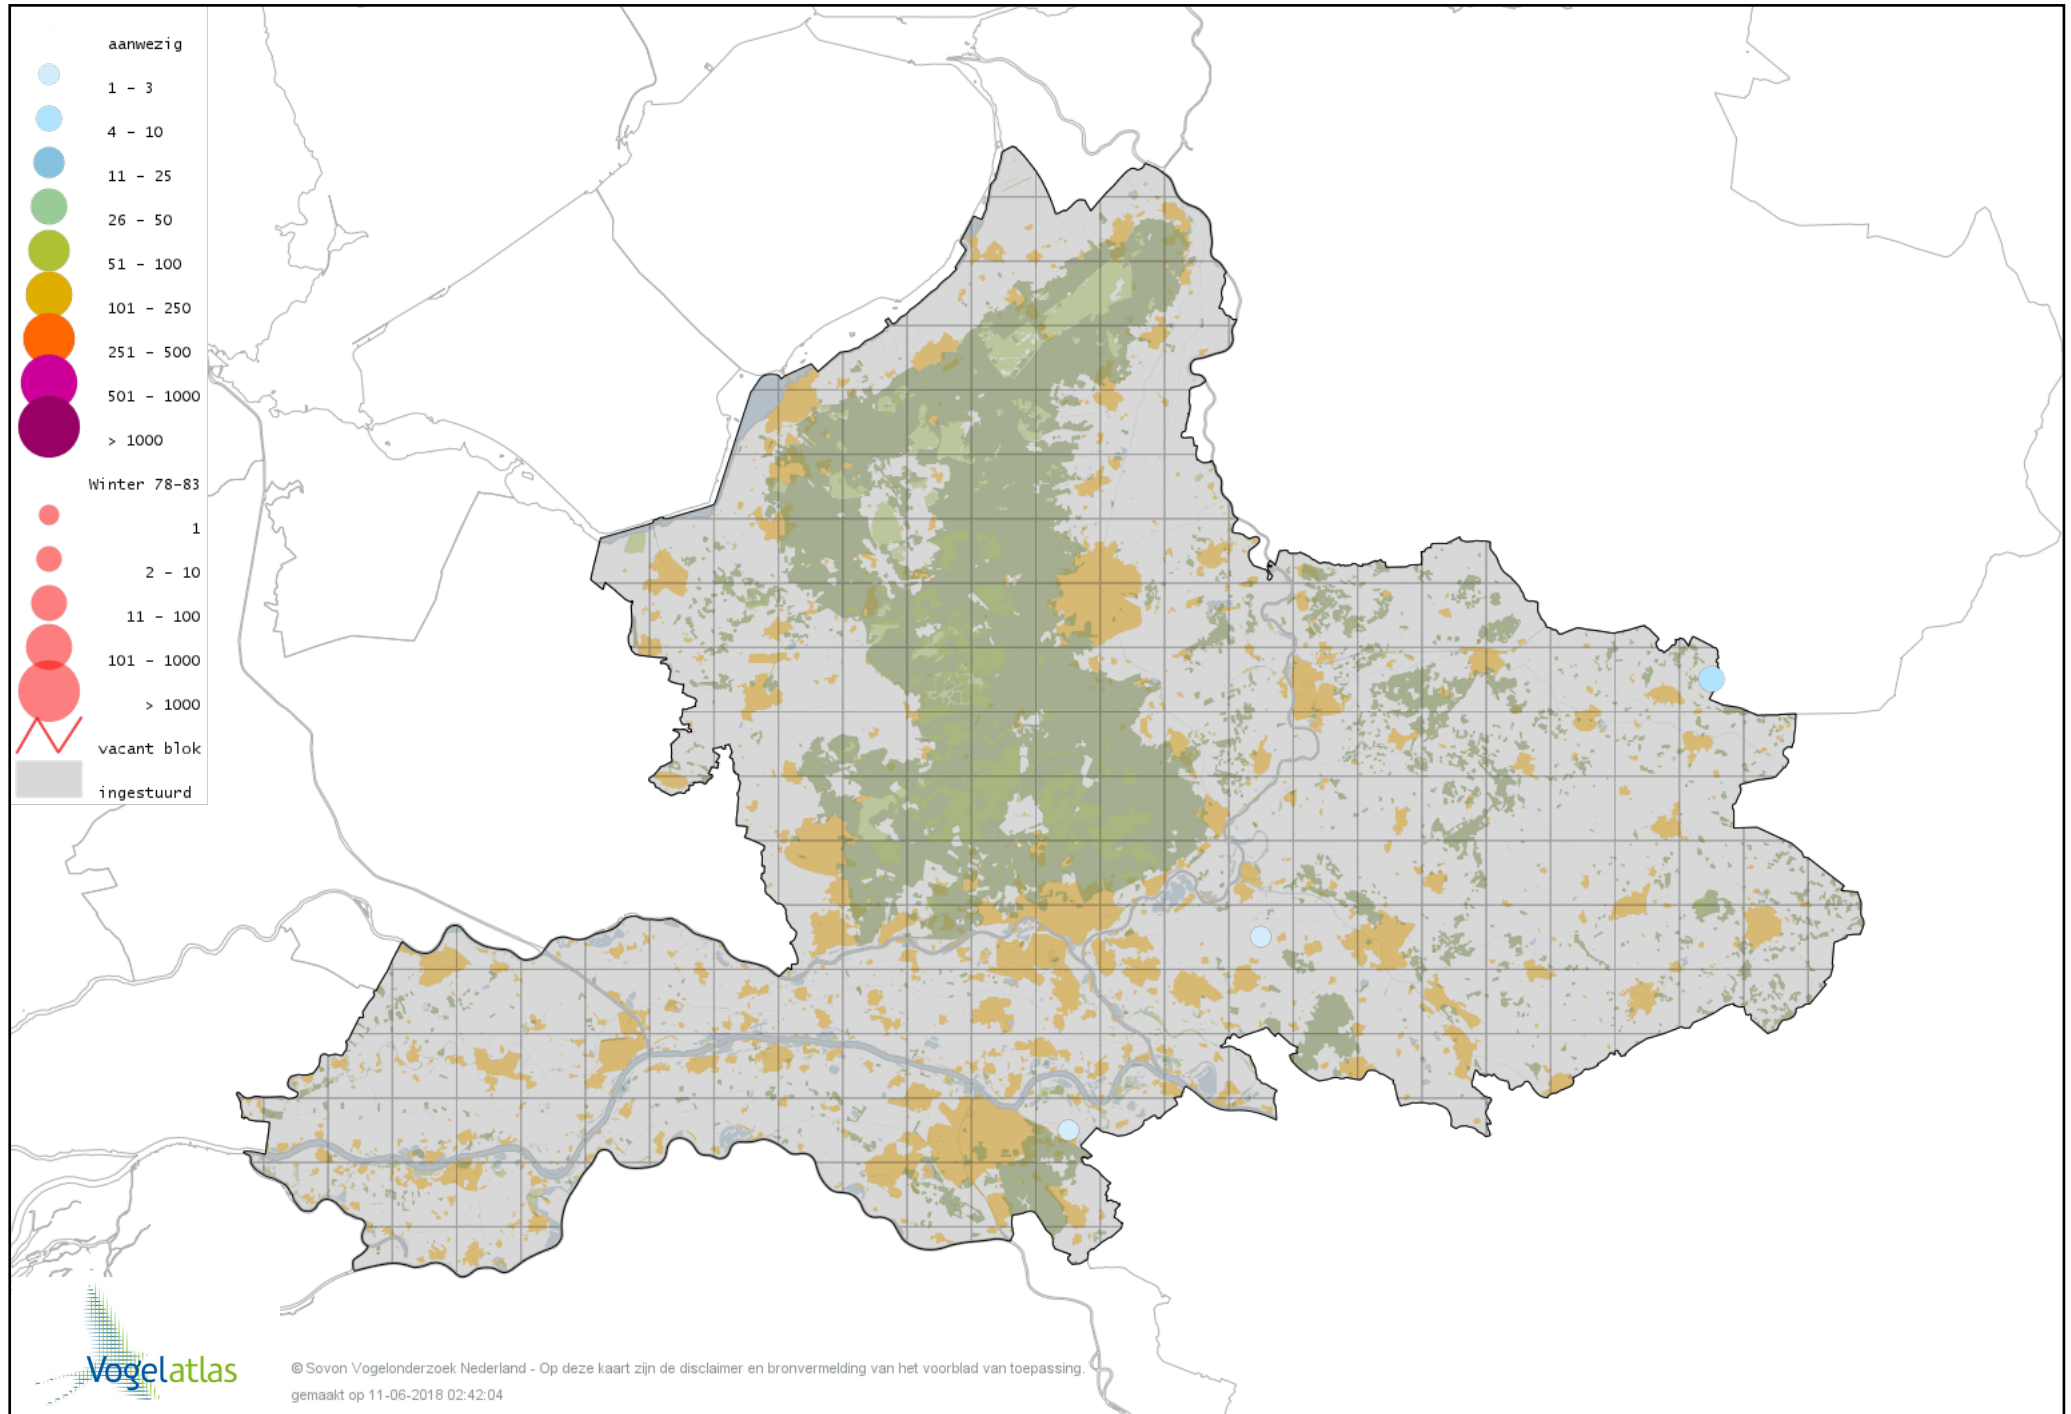 aanwezig
1 - 3
4 - 10
11 - 25
26 - 50
51 - 100
101 - 250
251 - 500
501 - 1000
> 1000
Winter 78-83
1
2 - 10
11 - 100
101 - 1000
> 1000
vacant blok
ingestuurd
Vogelatlas
© Sovon Vogelonderzoek Nederland - Op deze kaart zijn de disclaimer en bronvermelding van het voorblad van toepassing.
gemaakt op 11-06-2018 02:42:04